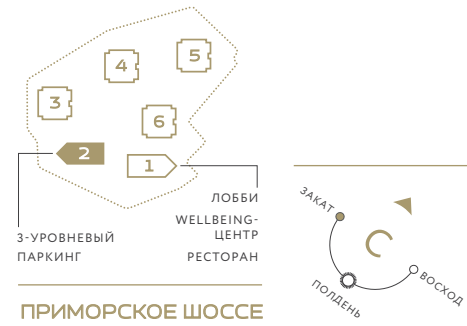 5
4
3
6
2
1
3-УРОВНЕВЫЙ
ПАРКИНГ
ЛОББИ
WELLBEING-
ЦЕНТР
РЕСТОРАН
ПРИМОРСКОЕ ШОССЕ
ЗАКАТ
С
ПОЛДЕНЬ
ВОСХОД